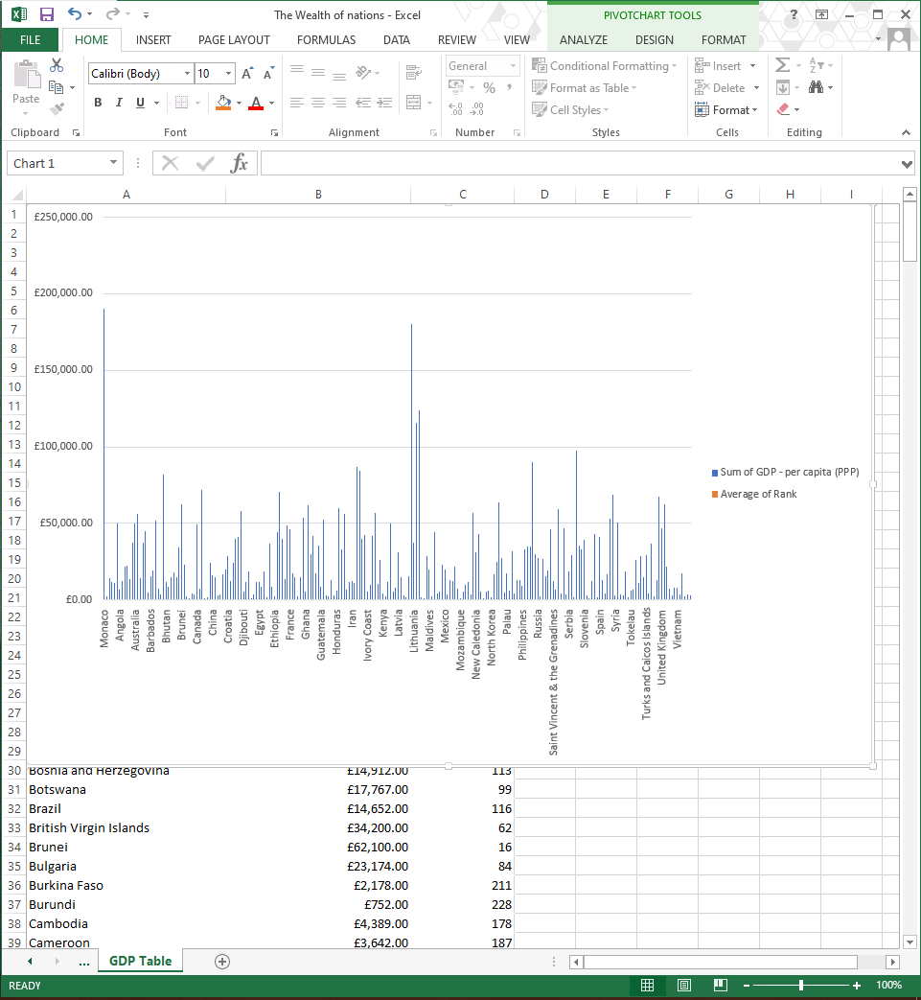 The Wealth of nations - Excel
PIVOTCHART TOOLS
?
FILE HOME INSERT PAGE LAYOUT FORMULAS DATA REVIEW VIEW ANALYZE DESIGN FORMAT
Paste
Calibri (Body) 10 A A
B I U A
General
% ,
.0 .00
.00 .0
Conditional Formatting
Format as Table
Cell Styles
Insert
Delete
Format
Σ A Z
Clipboard Font Alignment Number Styles Cells Editing
Chart 1 fx
A B C D E F G H I
1
2
3
4
5
6
7
8
9
10
11
12
13
14
15
16
17
18
19
20
21
22
23
24
25
26
27
28
29
£250,000.00
£200,000.00
£150,000.00
£100,000.00
£50,000.00
£0.00
Monaco
Angola
Australia
Barbados
Bhutan
Brunei
Canada
China
Croatia
Djibouti
Egypt
Ethiopia
France
Ghana
Guatemala
Honduras
Iran
Ivory Coast
Kenya
Latvia
Lithuania
Maldives
Mexico
Mozambique
New Caledonia
North Korea
Palau
Philippines
Russia
Saint Vincent & the Grenadines
Serbia
Slovenia
Spain
Syria
Tokelau
Turks and Caicos Islands
United Kingdom
Vietnam
Sum of GDP - per capita (PPP)
Average of Rank
30 Bosnia and Herzegovina £14,912.00 113
31 Botswana £17,767.00 99
32 Brazil £14,652.00 116
33 British Virgin Islands £34,200.00 62
34 Brunei £62,100.00 16
35 Bulgaria £23,174.00 84
36 Burkina Faso £2,178.00 211
37 Burundi £752.00 228
38 Cambodia £4,389.00 178
39 Cameroon £3,642.00 187
... GDP Table
READY 100%